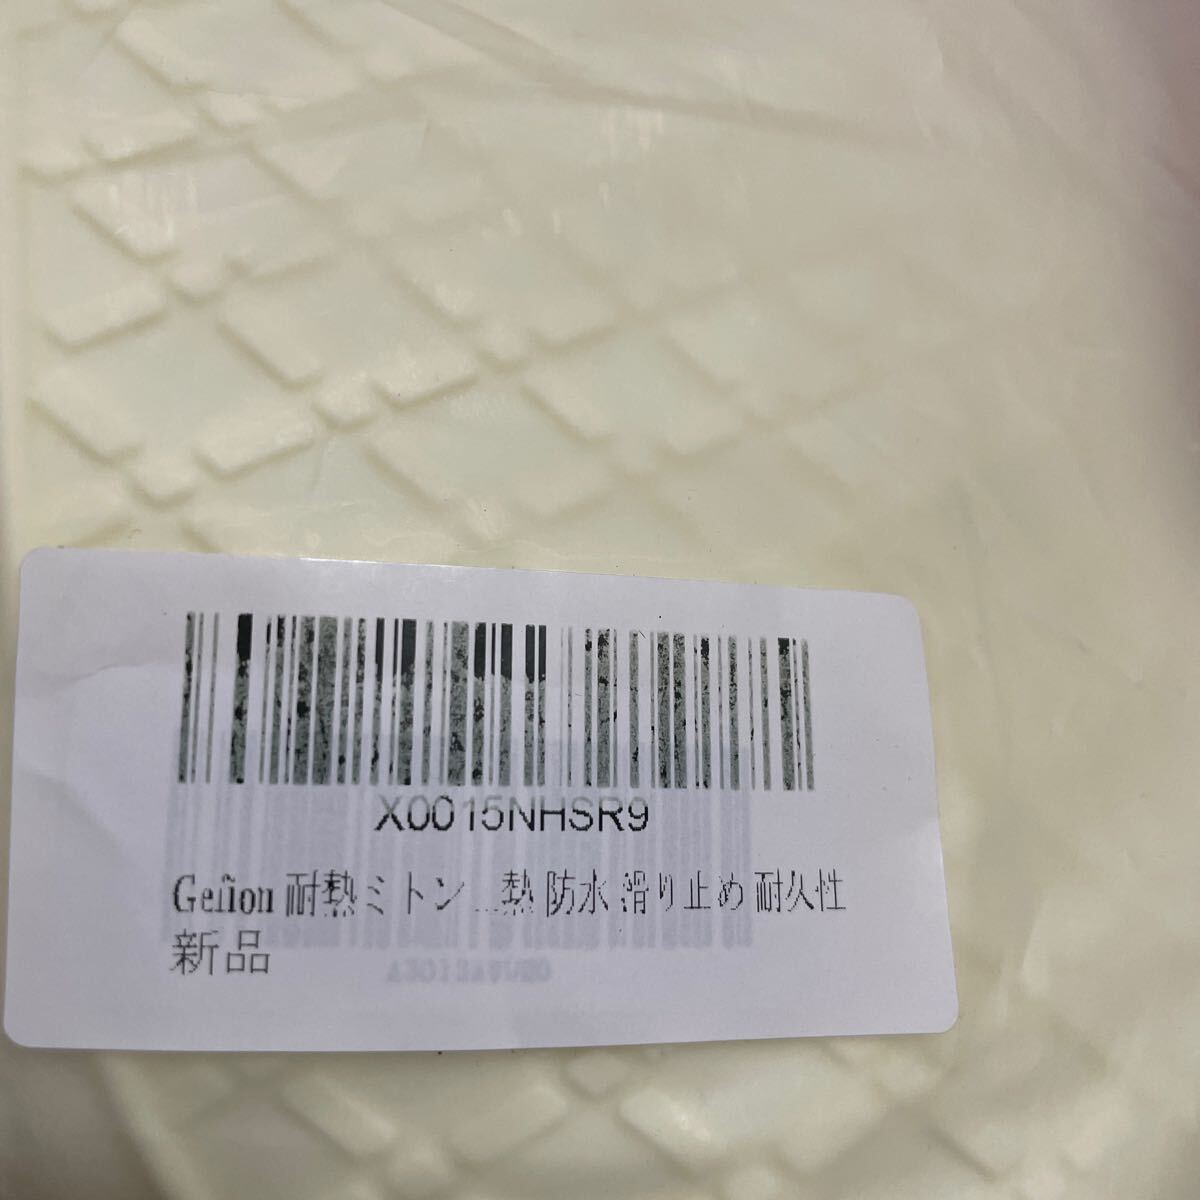 X0015NHSR9
Geñon 耐熱ミトン ...熱 防水 滑り止め 耐久性
新品